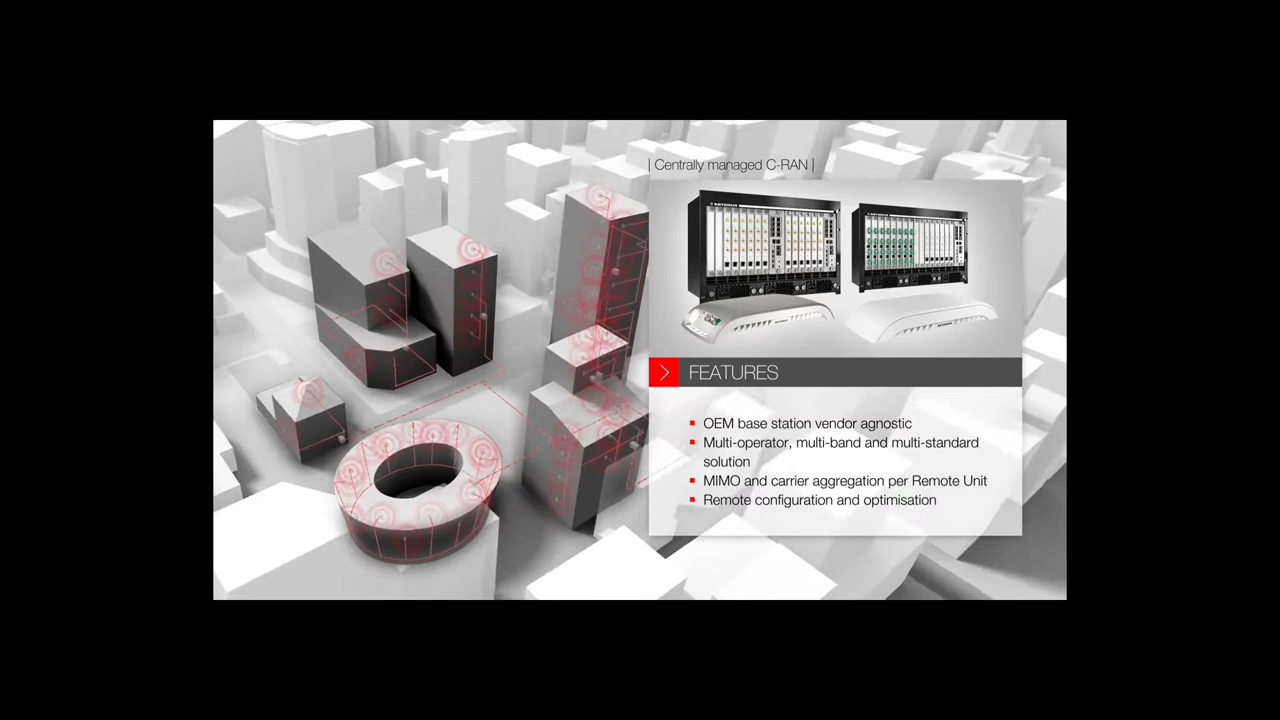 | Centrally managed C-RAN |
KATHREIN
FEATURES
▪ OEM base station vendor agnostic
▪ Multi-operator, multi-band and multi-standard
solution
▪ MIMO and carrier aggregation per Remote Unit
▪ Remote configuration and optimisation